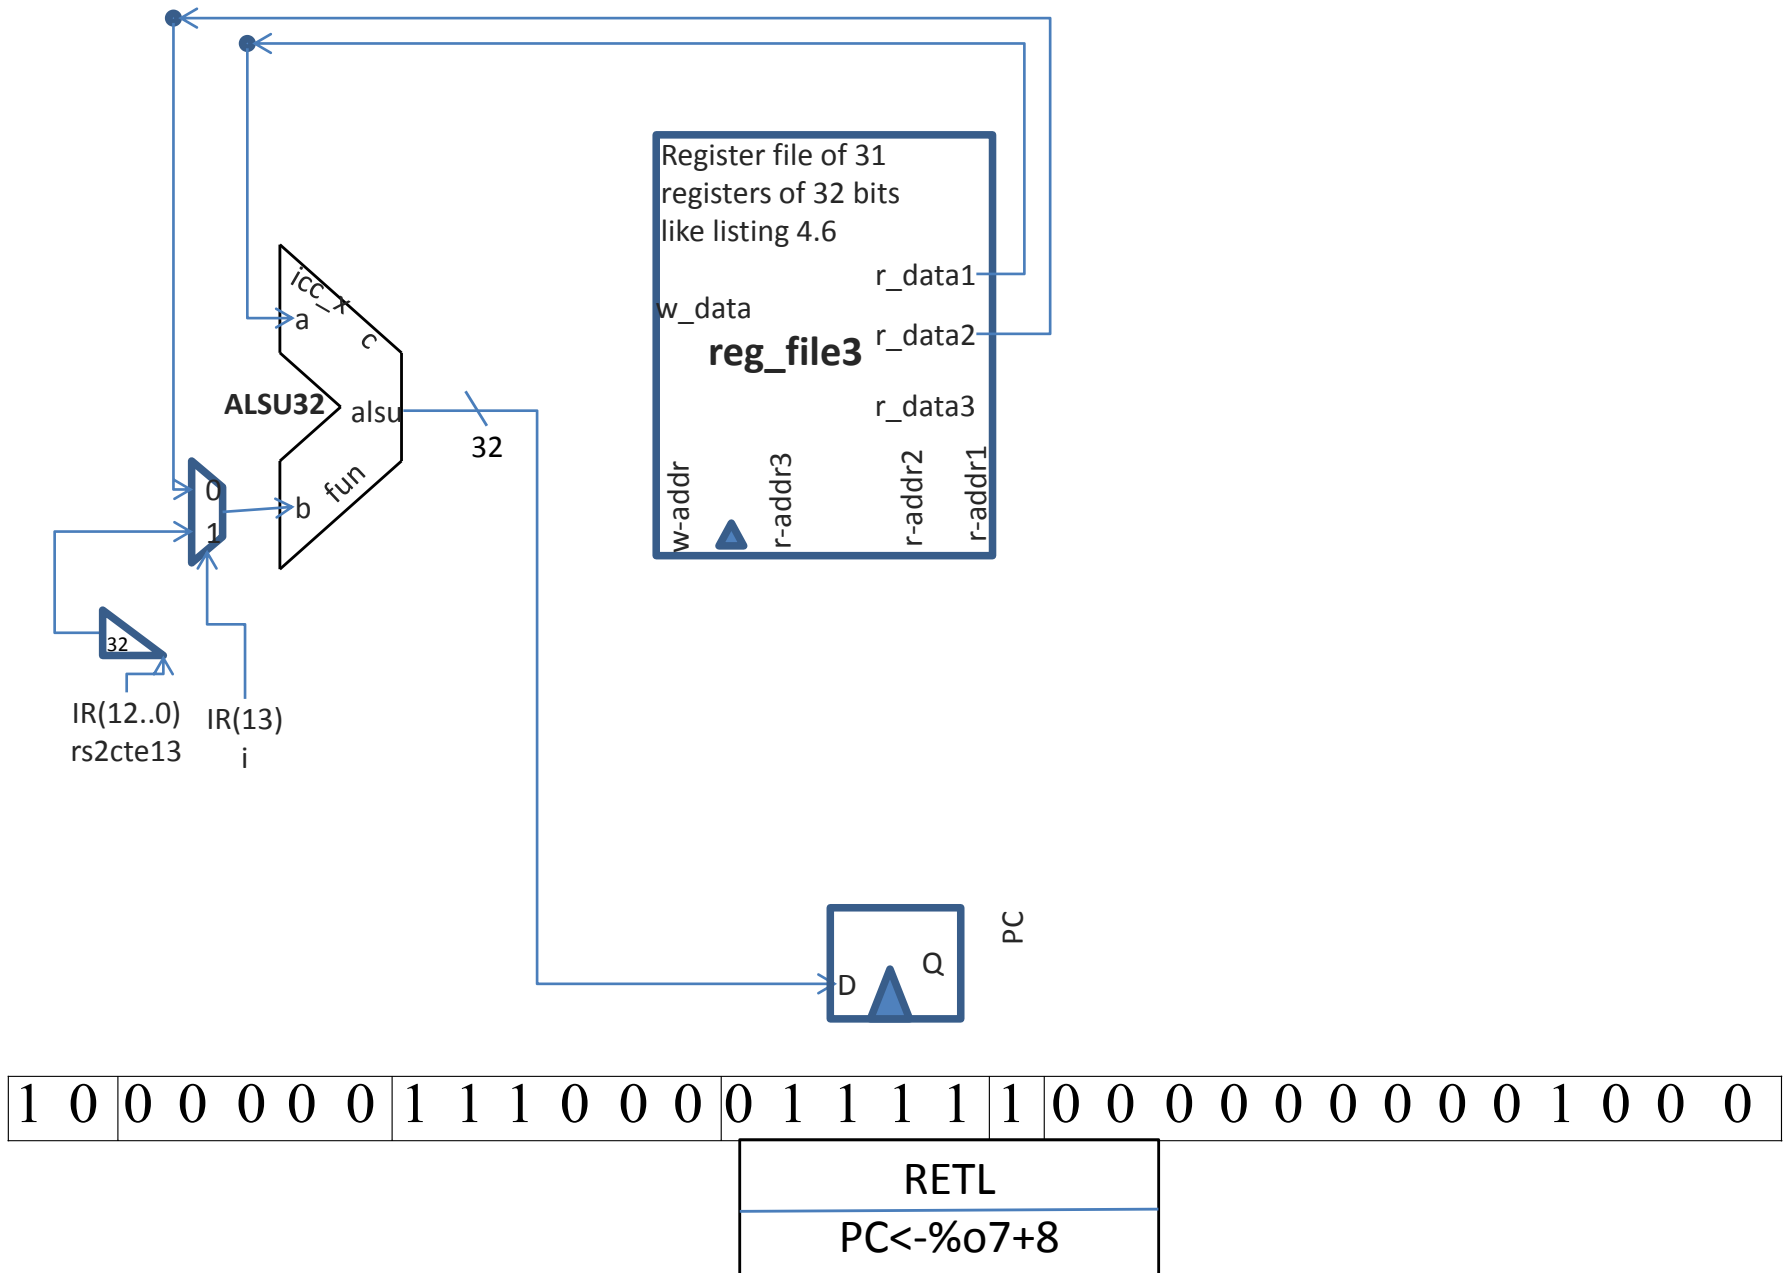 Register file of 31
registers of 32 bits
like listing 4.6
r_data1
w_data
r_data2
reg_file3
r_data3
w-addr
r-addr3
r-addr2
r-addr1
icc_x
a
c
ALSU32
alsu
32
fun
b
0
1
32
IR(12..0)
rs2cte13
IR(13)
i
PC
Q
D
1 0 0 0 0 0 0 1 1 1 0 0 0 0 1 1 1 1 1 0 0 0 0 0 0 0 0 0 1 0 0 0
RETL
PC<-%o7+8